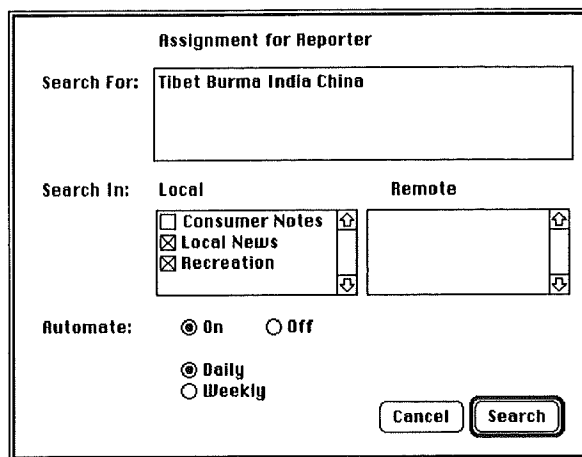 Assignment for Reporter
Search For: Tibet Burma India China
Search In: Local Remote
Consumer Notes
Local News
Recreation
Automate: On Off
Daily
Weekly
Cancel Search